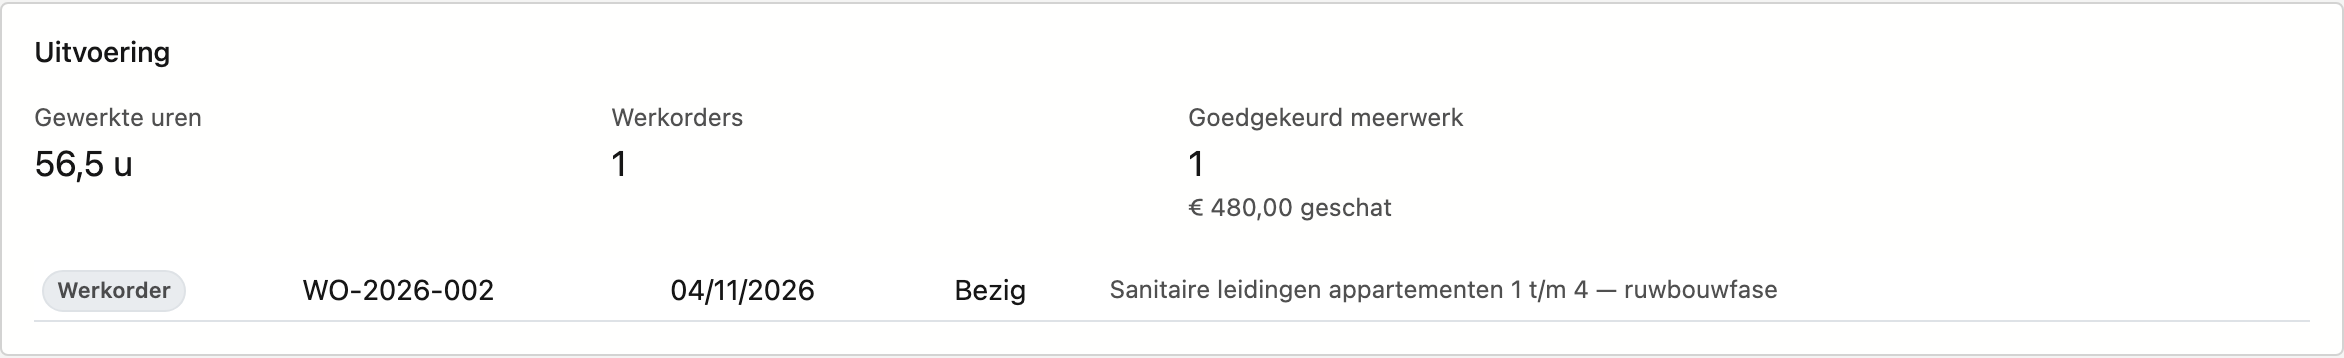 Uitvoering
Gewerkte uren Werkorders Goedgekeurd meerwerk
56,5 u 1 1
€ 480,00 geschat
Werkorder WO-2026-002 04/11/2026 Bezig Sanitaire leidingen appartementen 1 t/m 4 — ruwbouwfase